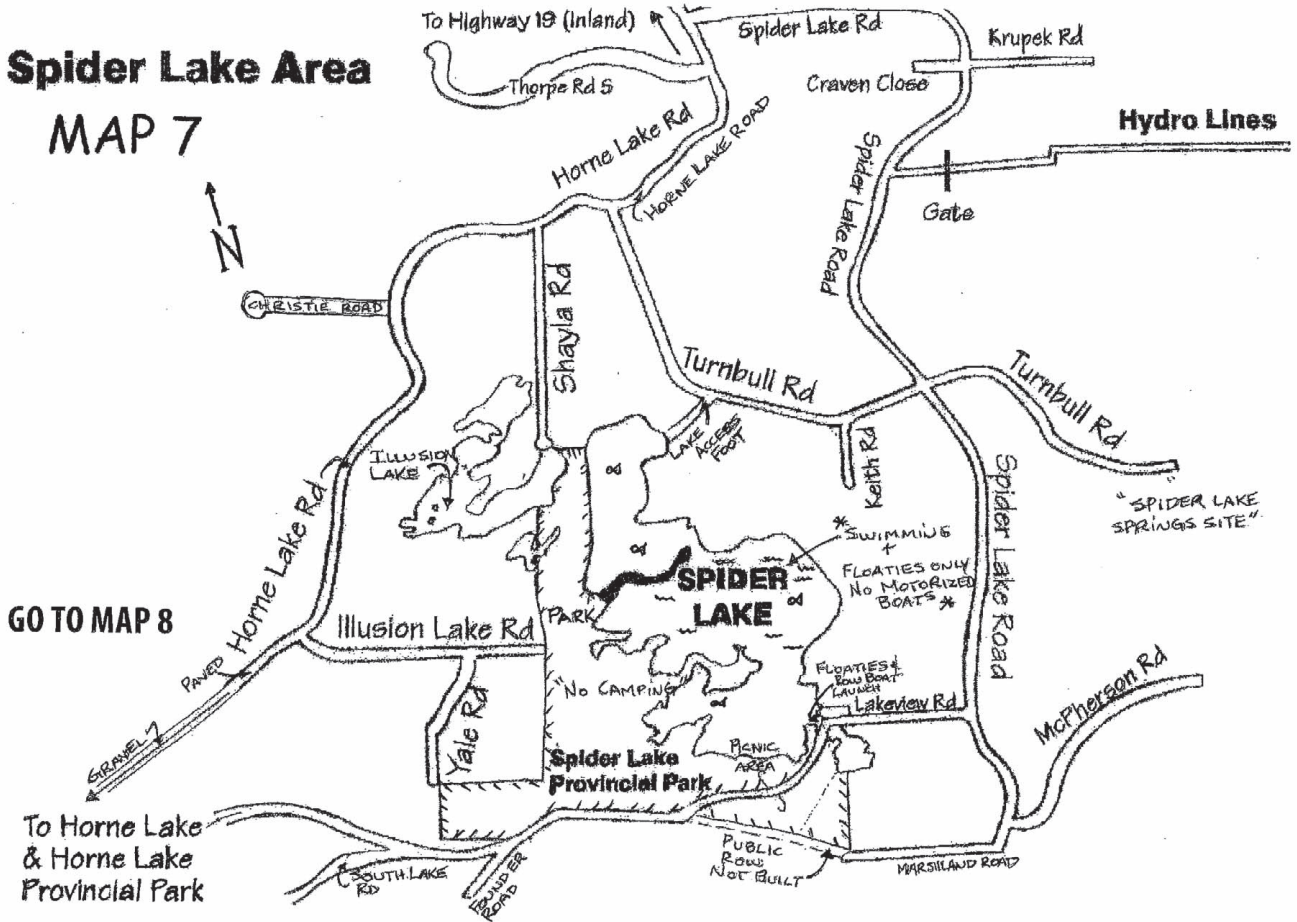 Spider Lake Area
MAP 7
To Highway 19 (Inland)
Thorpe Rd S
Spider Lake Rd
Krupek Rd
Craven Close
Hydro Lines
Gate
Horne Lake Rd
HORNE LAKE ROAD
Spider Lake Road
N
CHRISTIE ROAD
Shayla Rd
Turnbull Rd
Turnbull Rd
LAKE
ACCESS
FOOT
Keith Rd
"SPIDER LAKE
SPRINGS SITE"
ILLUSION
LAKE
Horne Lake Rd
* SWIMMING
+
FLOATIES ONLY
NO MOTORIZED
BOATS *
SPIDER
LAKE
Spider Lake Road
PARK
GO TO MAP 8
Illusion Lake Rd
PAVED
GRAVEL
Yale Rd
"NO CAMPING"
FLOATIES &
ROW BOAT
LAUNCH
Lakeview Rd
McPherson Rd
PICNIC
AREA
Spider Lake
Provincial Park
To Horne Lake
& Horne Lake
Provincial Park
SOUTH LAKE
RD
PUBLIC
ROW
NOT BUILT
MARSHLAND ROAD